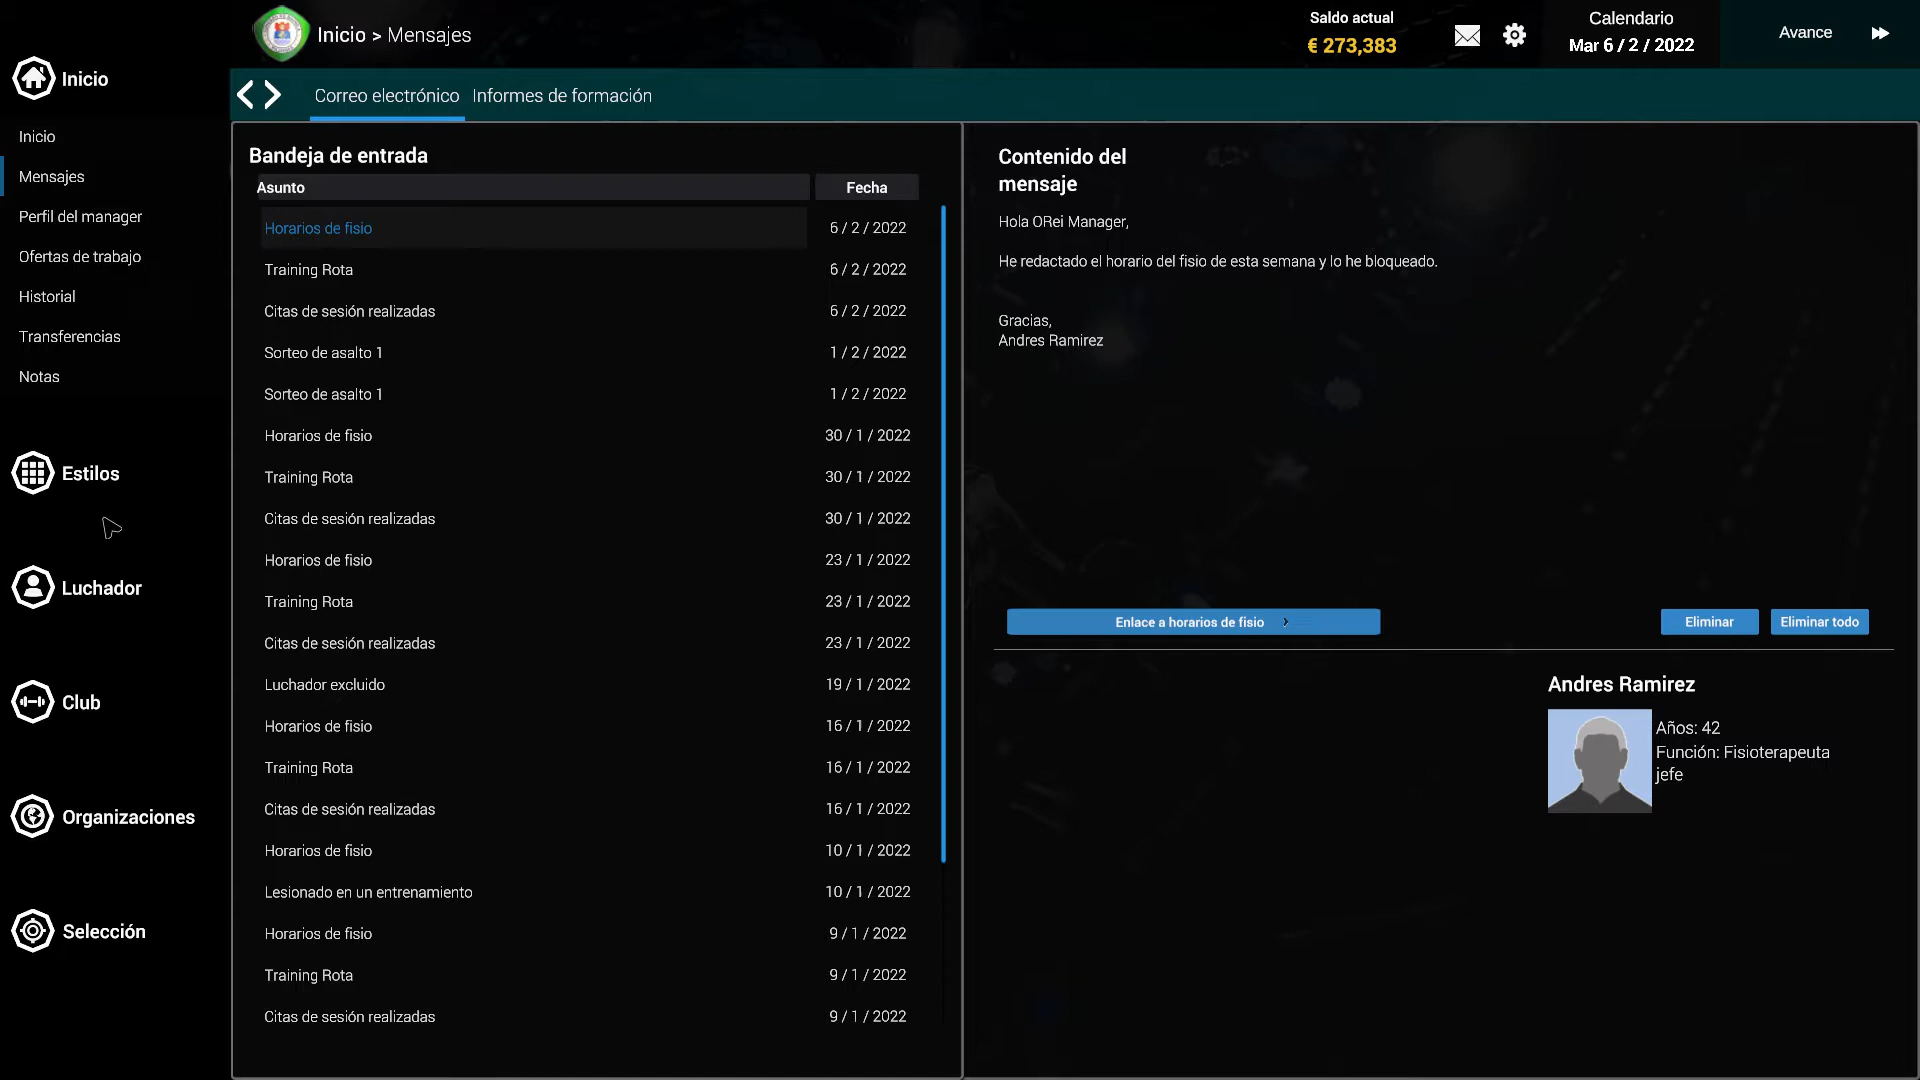 Inicio > Mensajes
Saldo actual
€ 273,383
Calendario
Mar 6 / 2 / 2022
Avance
Inicio
Inicio
Mensajes
Perfil del manager
Ofertas de trabajo
Historial
Transferencias
Notas
Estilos
Luchador
Club
Organizaciones
Selección
Correo electrónico Informes de formación
Bandeja de entrada
Asunto Fecha
Horarios de fisio 6 / 2 / 2022
Training Rota 6 / 2 / 2022
Citas de sesión realizadas 6 / 2 / 2022
Sorteo de asalto 1 1 / 2 / 2022
Sorteo de asalto 1 1 / 2 / 2022
Horarios de fisio 30 / 1 / 2022
Training Rota 30 / 1 / 2022
Citas de sesión realizadas 30 / 1 / 2022
Horarios de fisio 23 / 1 / 2022
Training Rota 23 / 1 / 2022
Citas de sesión realizadas 23 / 1 / 2022
Luchador excluido 19 / 1 / 2022
Horarios de fisio 16 / 1 / 2022
Training Rota 16 / 1 / 2022
Citas de sesión realizadas 16 / 1 / 2022
Horarios de fisio 10 / 1 / 2022
Lesionado en un entrenamiento 10 / 1 / 2022
Horarios de fisio 9 / 1 / 2022
Training Rota 9 / 1 / 2022
Citas de sesión realizadas 9 / 1 / 2022
Contenido del
mensaje
Hola ORei Manager,
He redactado el horario del fisio de esta semana y lo he bloqueado.
Gracias,
Andres Ramirez
Enlace a horarios de fisio >
Eliminar
Eliminar todo
Andres Ramirez
Años: 42
Función: Fisioterapeuta
jefe